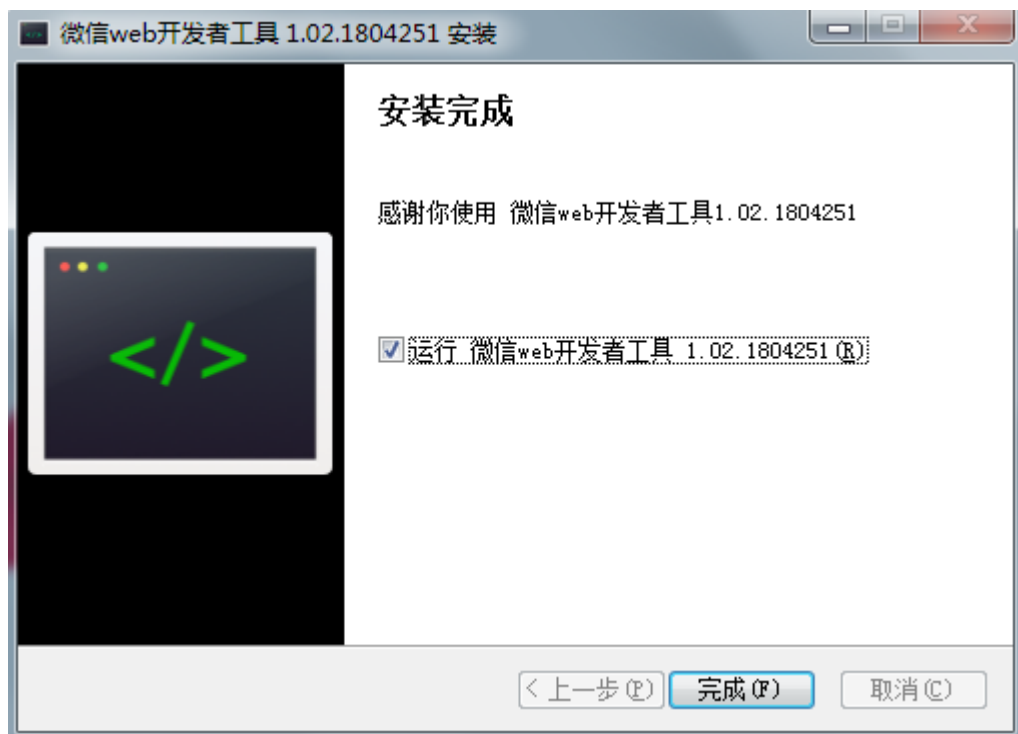 微信web开发者工具 1.02.1804251 安装
安装完成
感谢你使用 微信web开发者工具1.02.1804251
</>
运行 微信web开发者工具 1.02.1804251(R)
< 上一步(P) 完成(F) 取消(C)